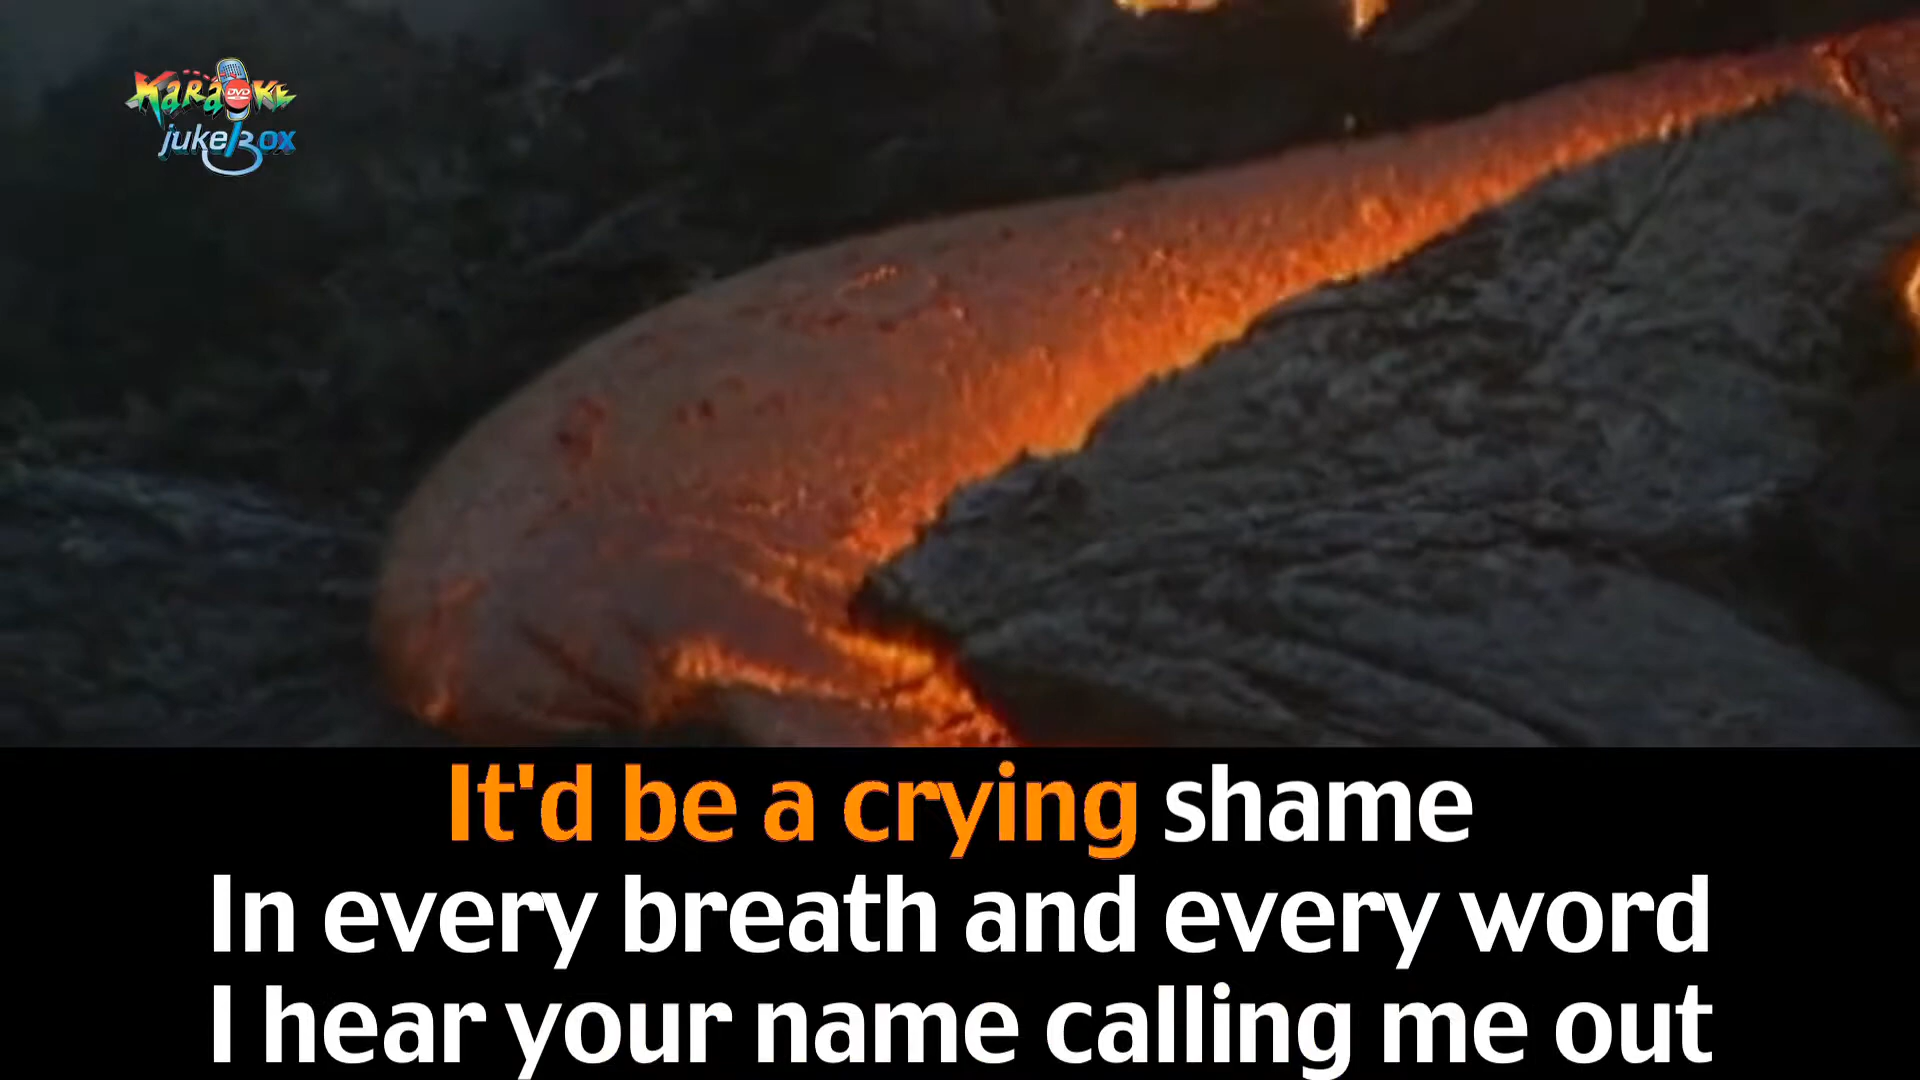 KaraOKE
DVD
jukeBox
It'd be a crying shame
In every breath and every word
I hear your name calling me out